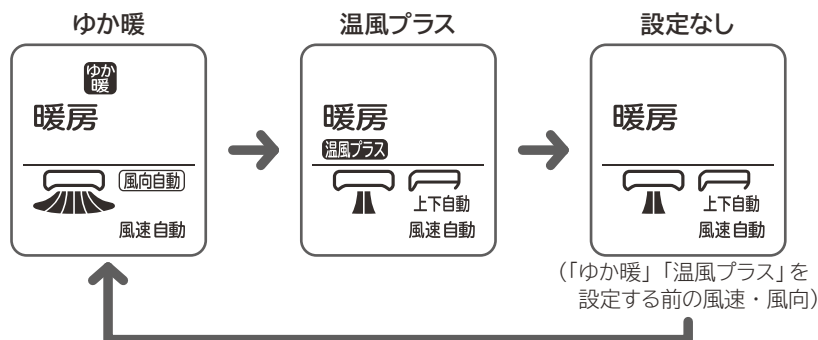 ゆか暖
ゆか
暖
暖房
風向自動
風速自動
温風プラス
暖房
温風プラス
上下自動
風速自動
設定なし
暖房
上下自動
風速自動
(「ゆか暖」「温風プラス」を
設定する前の風速・風向)